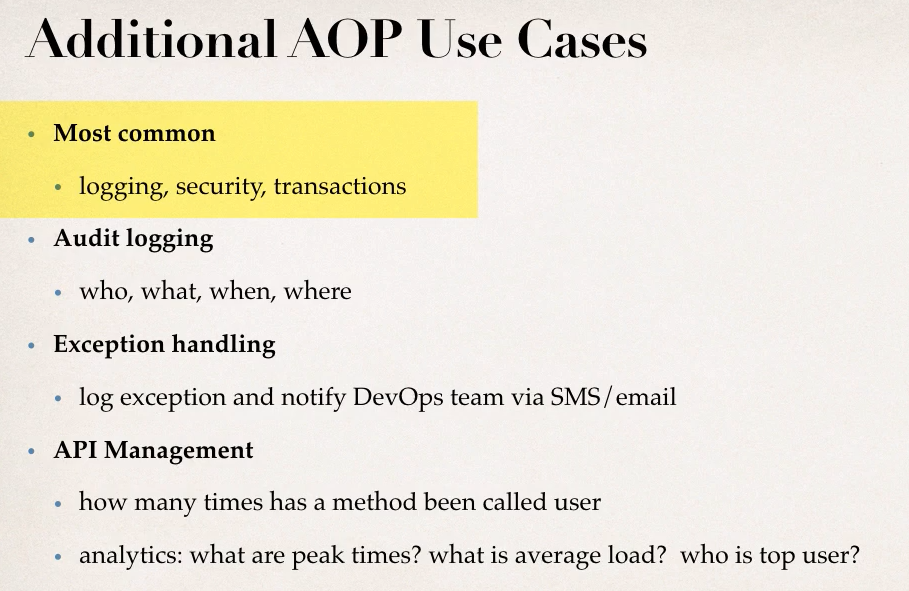 Additional AOP Use Cases
• Most common
• logging, security, transactions
• Audit logging
• who, what, when, where
• Exception handling
• log exception and notify DevOps team via SMS/email
• API Management
• how many times has a method been called user
• analytics: what are peak times? what is average load?  who is top user?